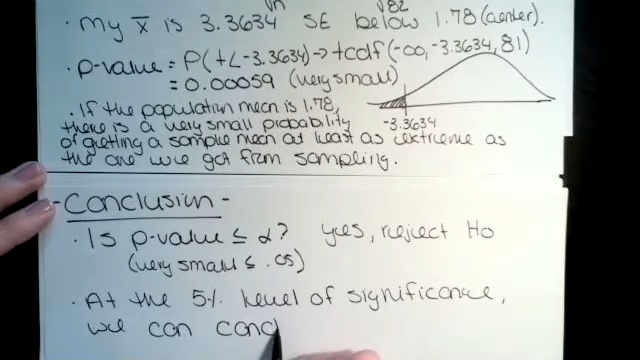 √n √82
· My x̅ is 3.3634 SE below 1.78 (center).
· p-value = P(t<-3.3634) → tcdf(-∞, -3.3634, 81)
= 0.00059 (very small)
· If the population mean is 1.78,
there is a very small probability -3.3634
of getting a sample mean at least as extreme as
the one we got from sampling.
-Conclusion-
· Is p-value ≤ α? yes, reject Ho
(very small ≤ .05)
· At the 5% level of significance,
we can conc